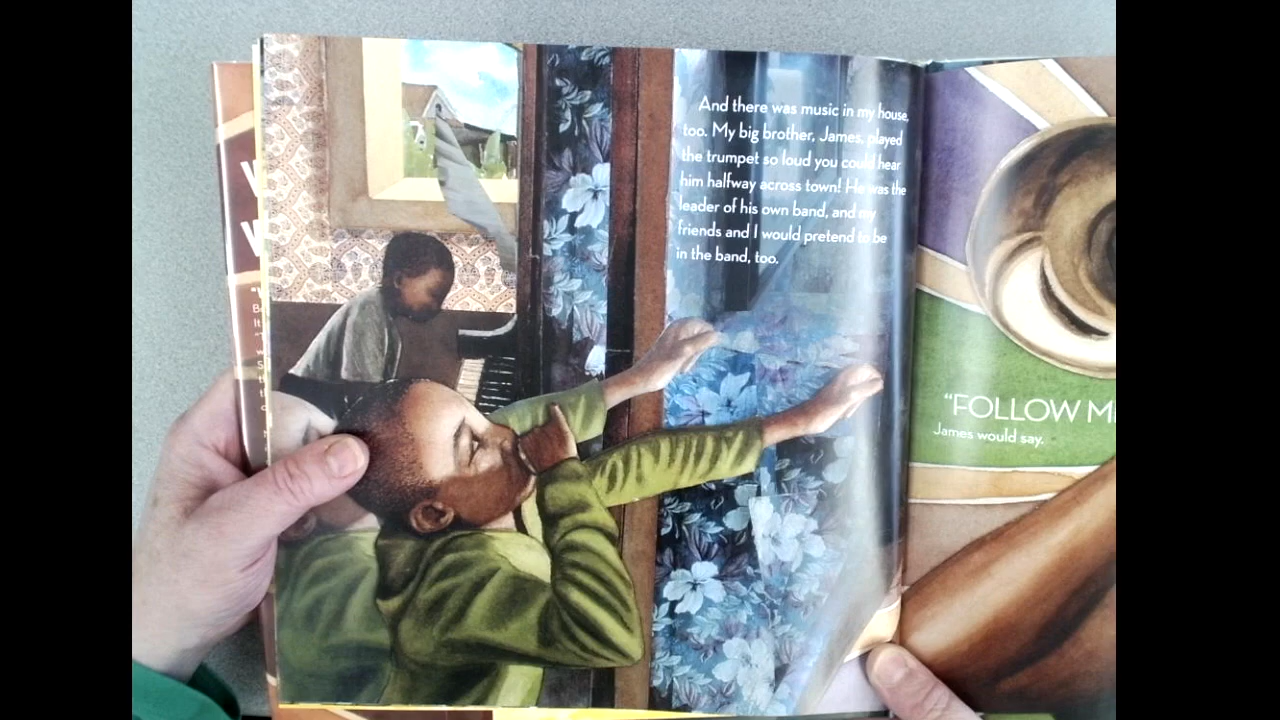 And there was music in my house,
too. My big brother, James, played
the trumpet so loud you could hear
him halfway across town! He was the
leader of his own band, and my
friends and I would pretend to be
in the band, too.
"FOLLOW M
James would say.